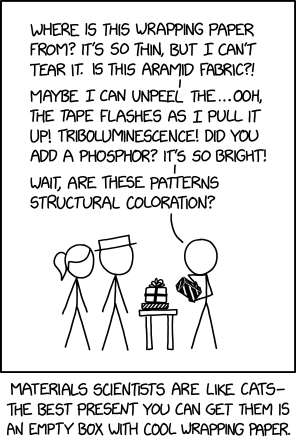 WHERE IS THIS WRAPPING PAPER
FROM? IT'S SO THIN, BUT I CAN'T
TEAR IT. IS THIS ARAMID FABRIC?!
MAYBE I CAN UNPEEL THE...OOH,
THE TAPE FLASHES AS I PULL IT
UP! TRIBOLUMINESCENCE! DID YOU
ADD A PHOSPHOR? IT'S SO BRIGHT!
WAIT, ARE THESE PATTERNS
STRUCTURAL COLORATION?
MATERIALS SCIENTISTS ARE LIKE CATS–
THE BEST PRESENT YOU CAN GET THEM IS
AN EMPTY BOX WITH COOL WRAPPING PAPER.